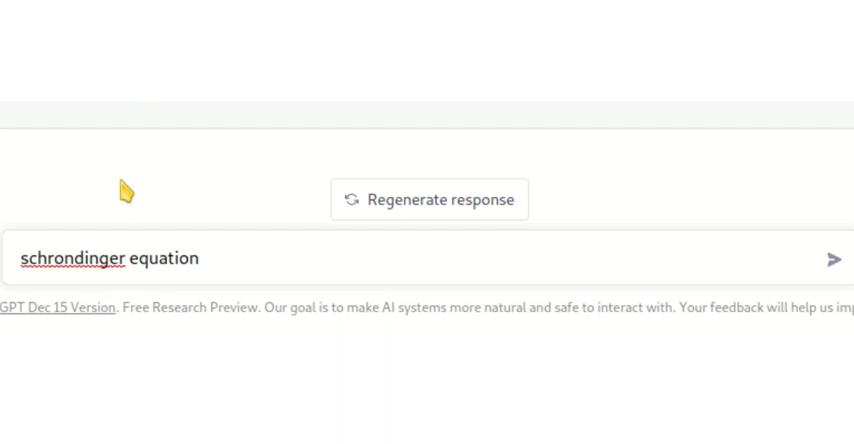 Regenerate response
schrondinger equation
GPT Dec 15 Version. Free Research Preview. Our goal is to make AI systems more natural and safe to interact with. Your feedback will help us